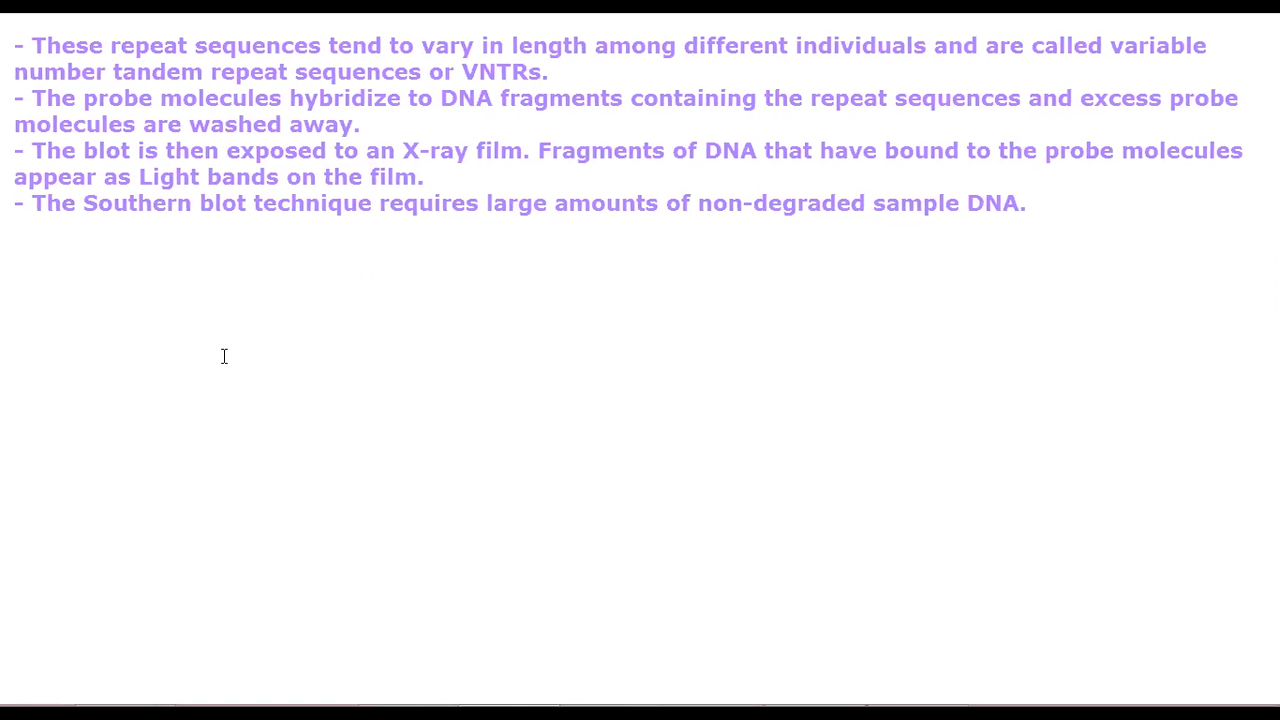 - These repeat sequences tend to vary in length among different individuals and are called variable
number tandem repeat sequences or VNTRs.
- The probe molecules hybridize to DNA fragments containing the repeat sequences and excess probe
molecules are washed away.
- The blot is then exposed to an X-ray film. Fragments of DNA that have bound to the probe molecules
appear as Light bands on the film.
- The Southern blot technique requires large amounts of non-degraded sample DNA.